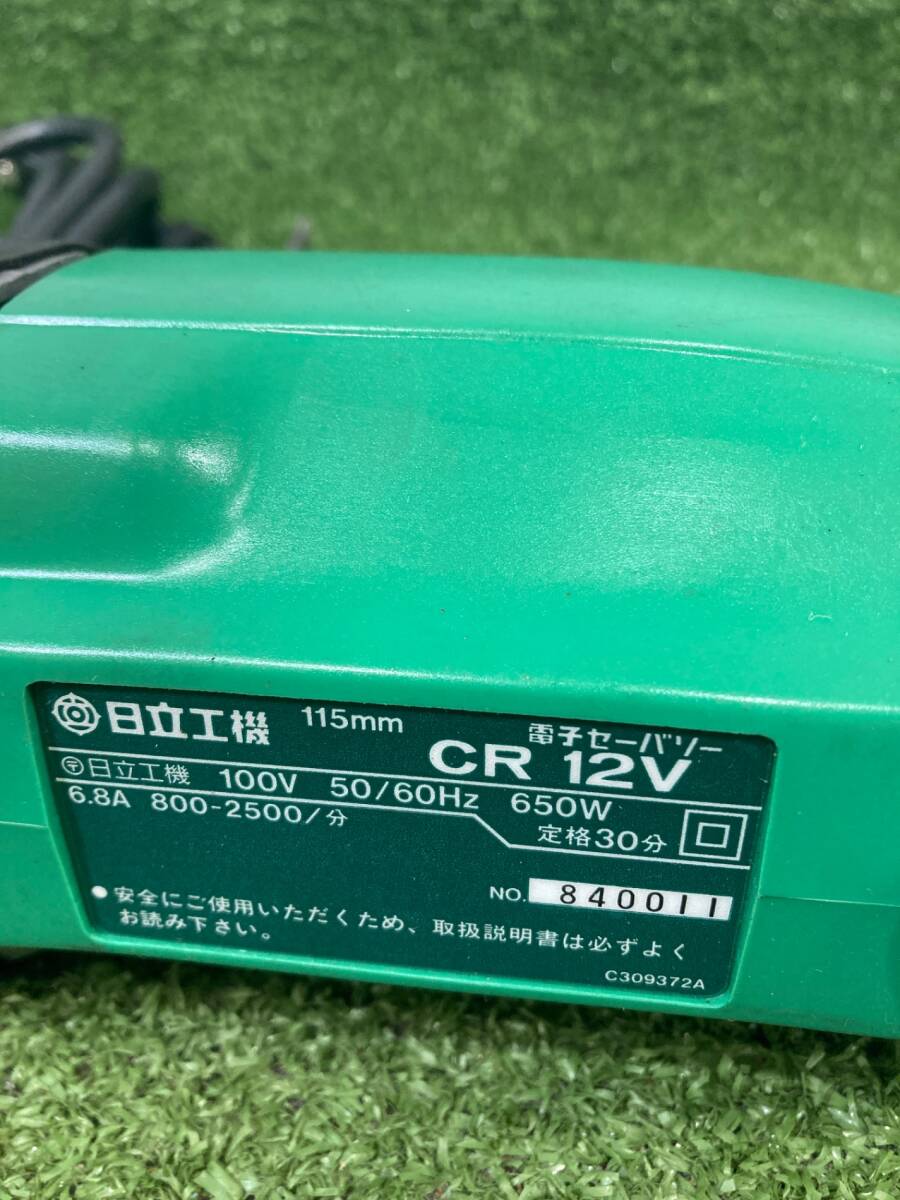 日立工機 115mm 電子セーバソー
CR 12V
〒日立工機 100V 50/60Hz 650W
6.8A 800-2500/分 定格30分
NO. 840011
●安全にご使用いただくため、取扱説明書は必ずよく
お読み下さい。
C309372A